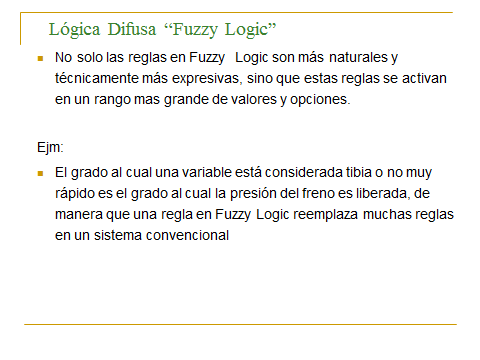 Lógica Difusa “Fuzzy Logic”
No solo las reglas en Fuzzy Logic son más naturales y
técnicamente más expresivas, sino que estas reglas se activan
en un rango mas grande de valores y opciones.
Ejm:
El grado al cual una variable está considerada tibia o no muy
rápido es el grado al cual la presión del freno es liberada, de
manera que una regla en Fuzzy Logic reemplaza muchas reglas
en un sistema convencional